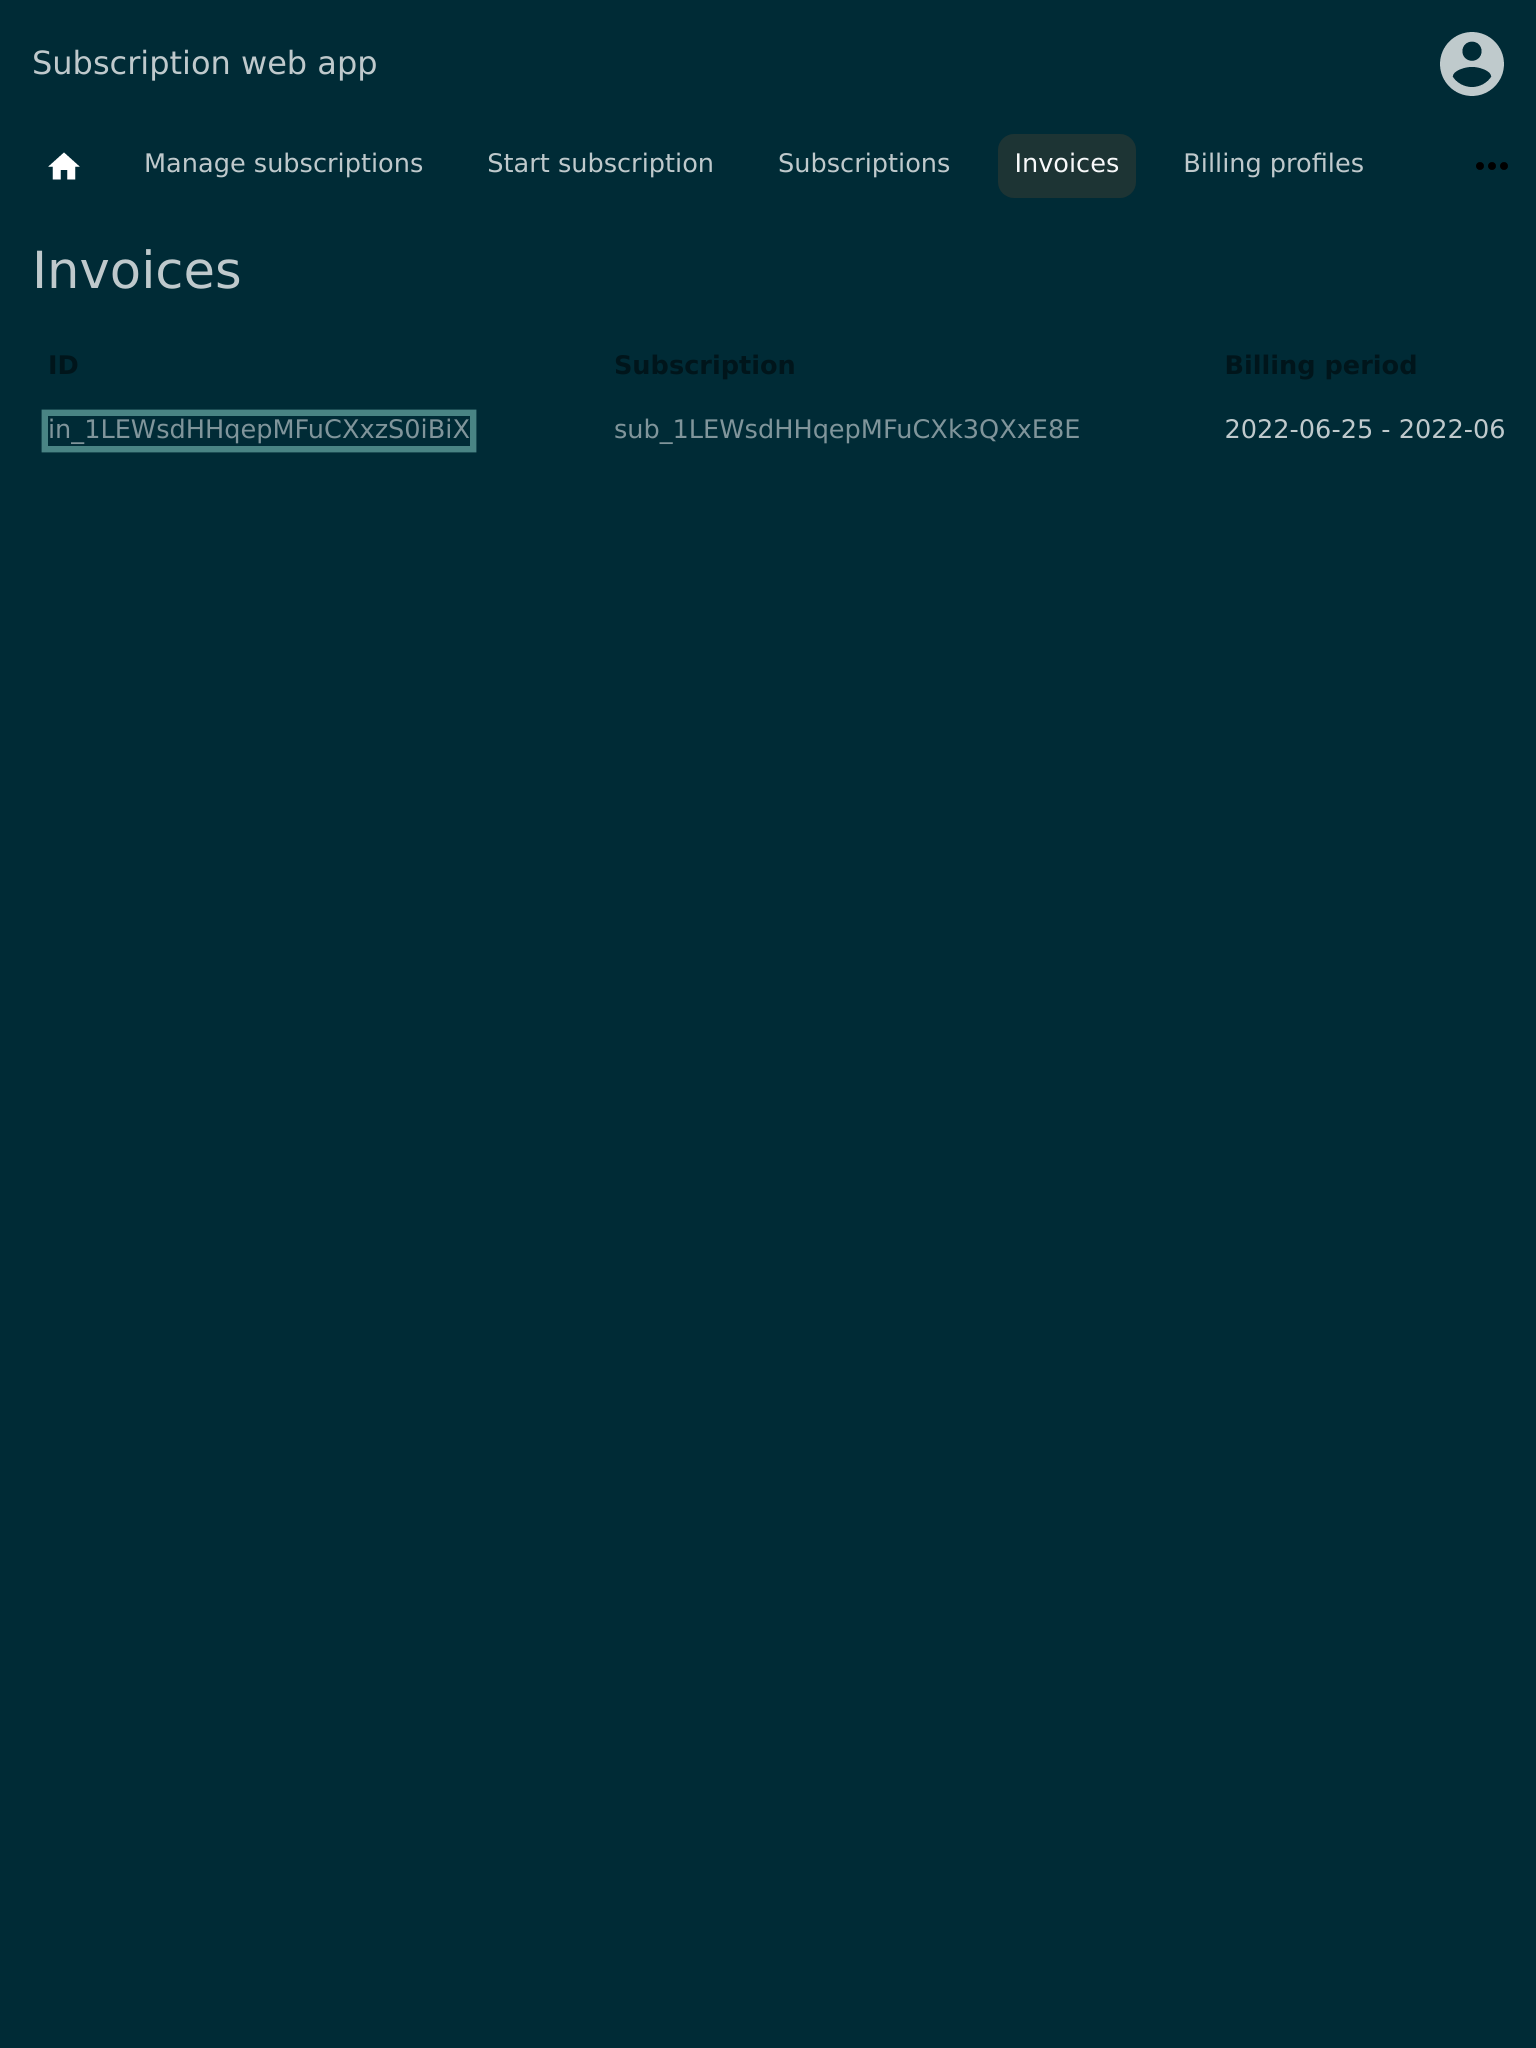 Subscription web app
Manage subscriptions Start subscription Subscriptions Invoices Billing profiles
Invoices
ID Subscription Billing period
in_1LEWsdHHqepMFuCXxzS0iBiX sub_1LEWsdHHqepMFuCXk3QXxE8E 2022-06-25 - 2022-06